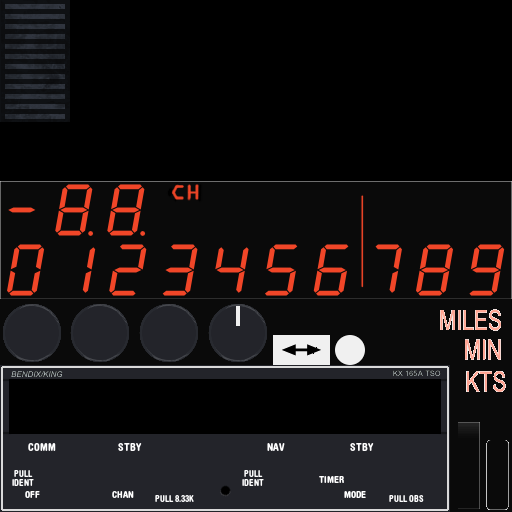 CH
-8.8.
0123456789
MILES
MIN
KTS
BENDIX/KING KX 165A TSO
COMM STBY NAV STBY
PULL IDENT OFF CHAN PULL 8.33K PULL IDENT TIMER MODE PULL OBS